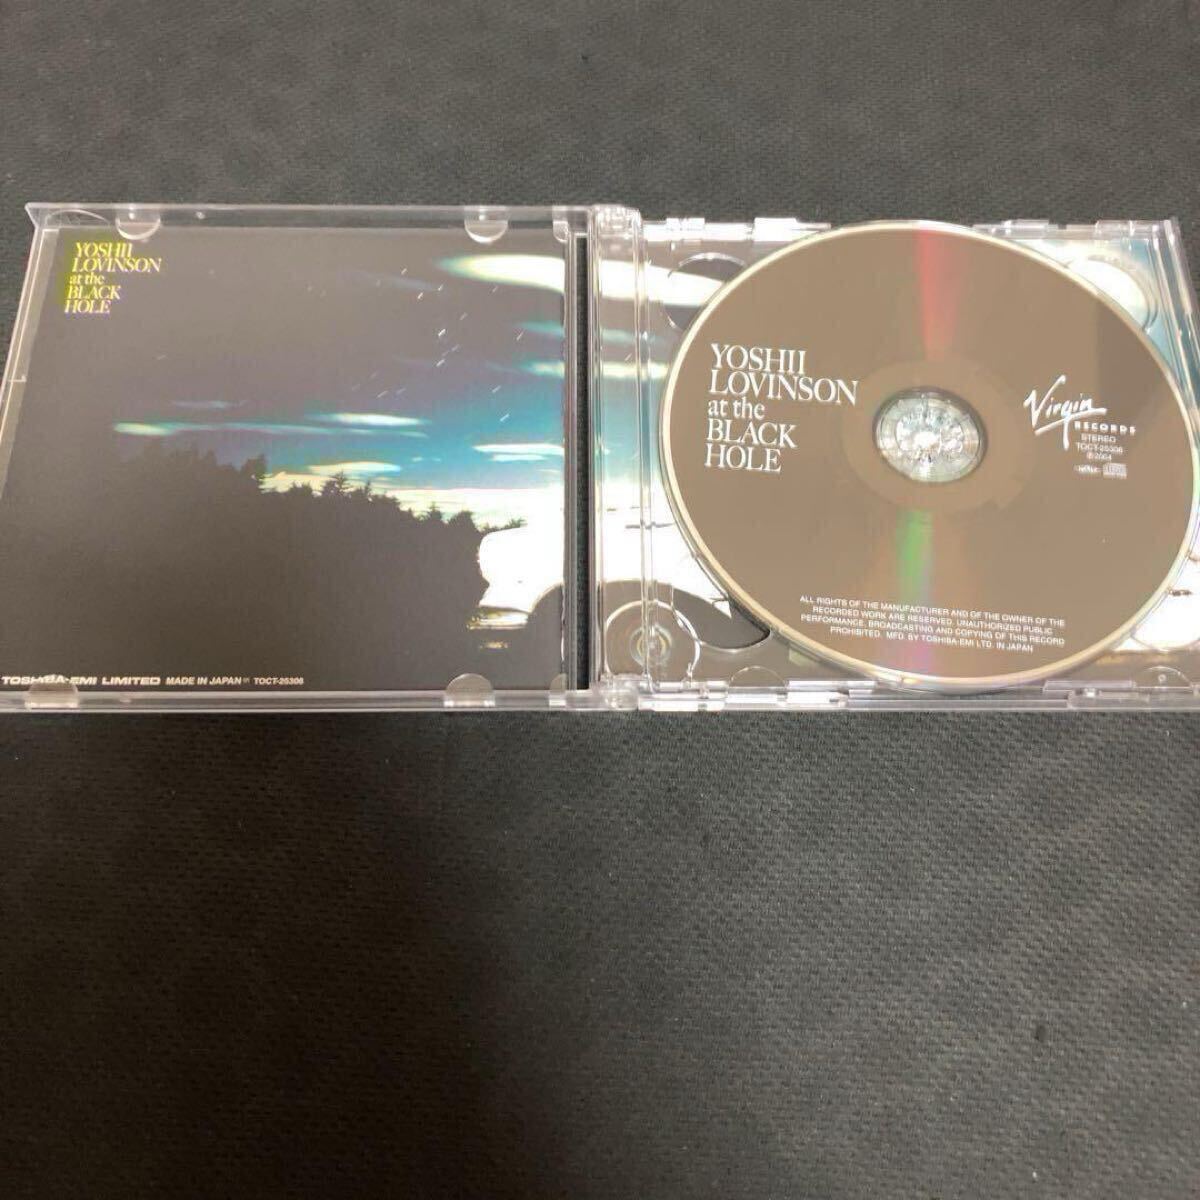 YOSHII
LOVINSON
at the
BLACK
HOLE
TOSHIBA-EMI LIMITED MADE IN JAPAN TOCT-25306
YOSHII
LOVINSON
at the
BLACK
HOLE
Virgin
RECORDS
STEREO
TOCT-25306
℗2004
ALL RIGHTS OF THE MANUFACTURER AND OF THE OWNER OF THE
RECORDED WORK ARE RESERVED. UNAUTHORIZED PUBLIC
PERFORMANCE, BROADCASTING AND COPYING OF THIS RECORD
PROHIBITED. MFD. BY TOSHIBA-EMI LTD. IN JAPAN